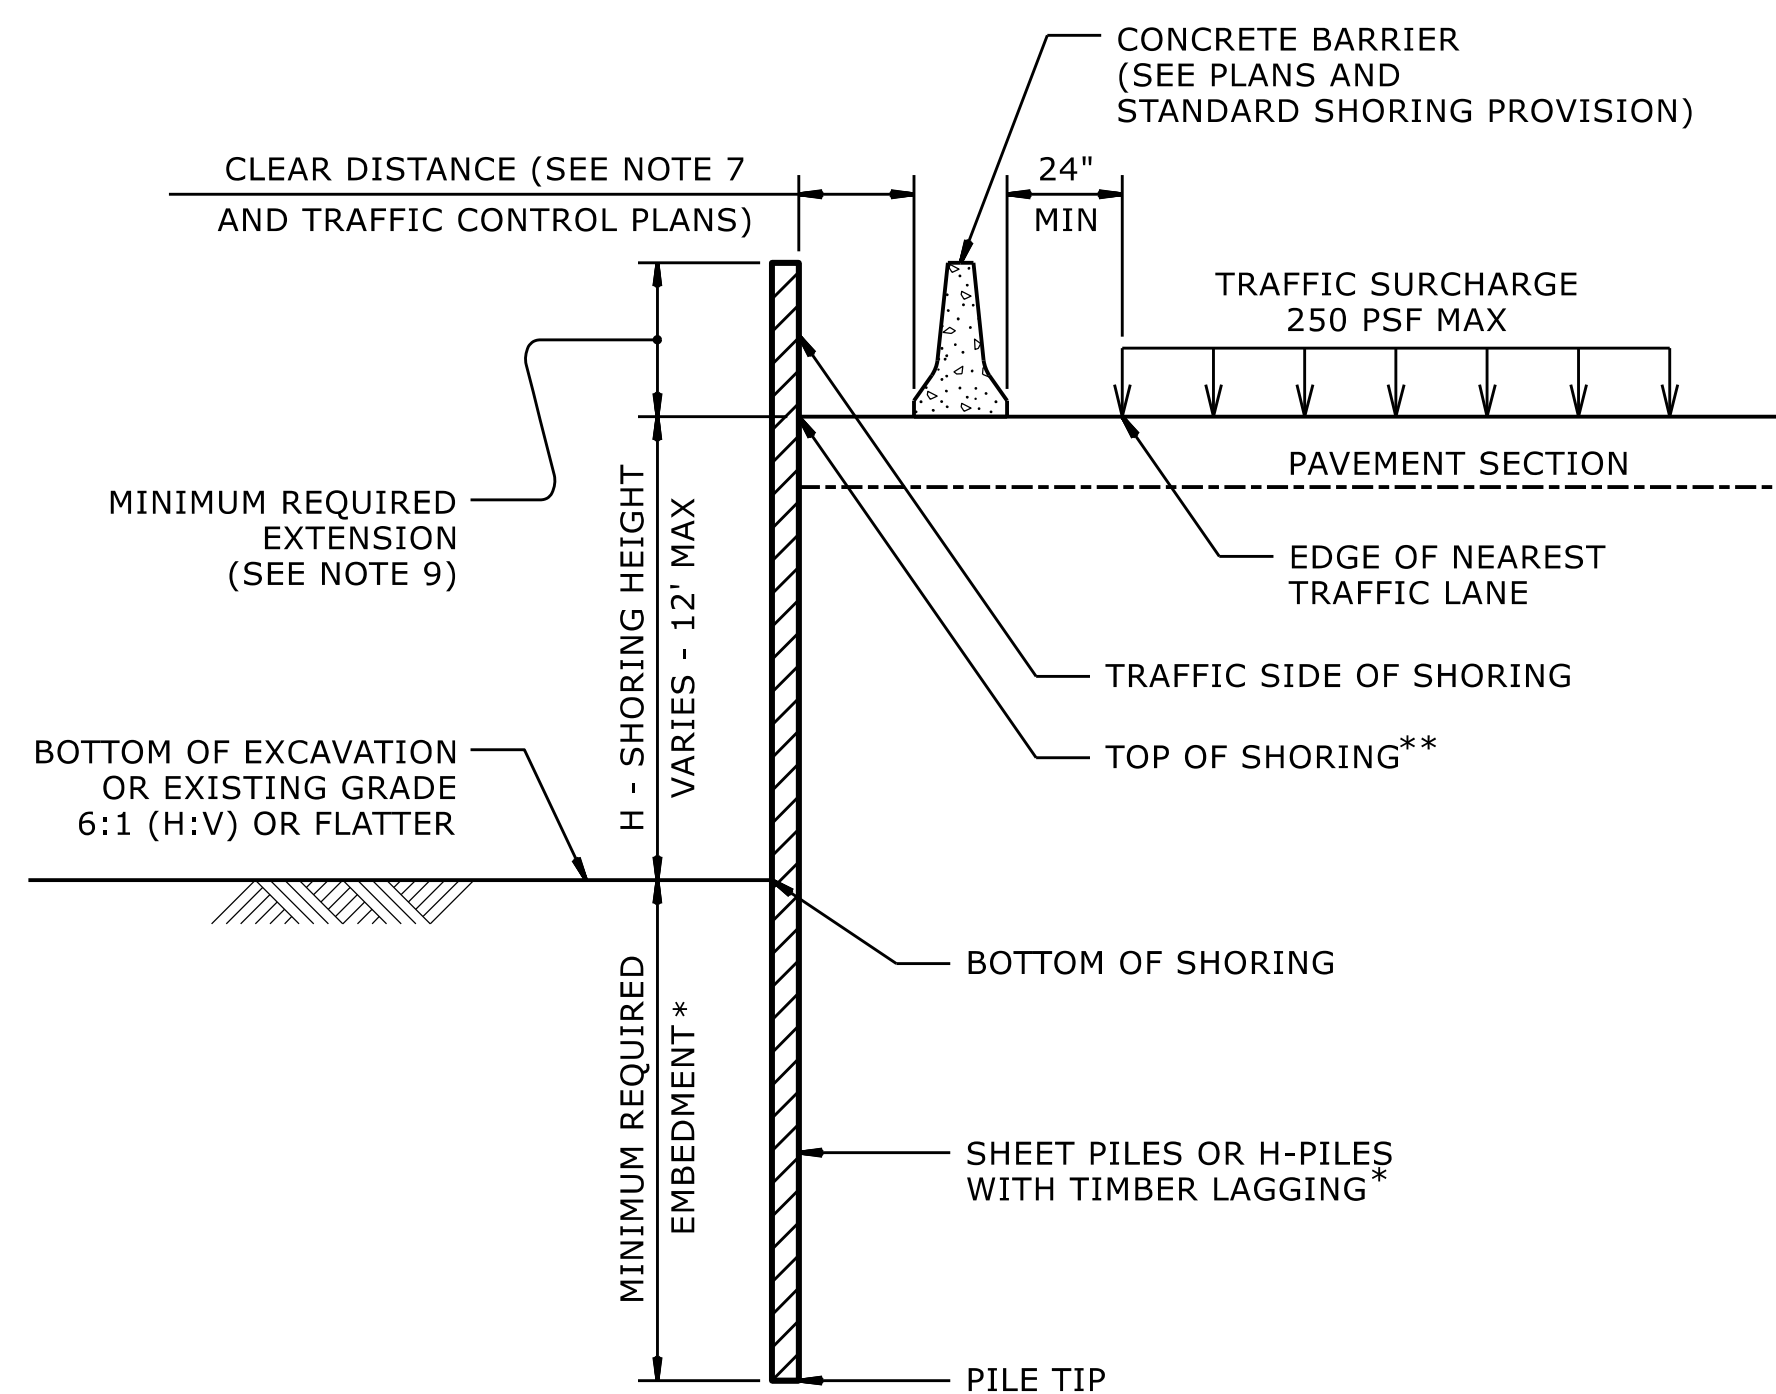 CONCRETE BARRIER
(SEE PLANS AND
STANDARD SHORING PROVISION)
CLEAR DISTANCE (SEE NOTE 7
AND TRAFFIC CONTROL PLANS)
24"
MIN
TRAFFIC SURCHARGE
250 PSF MAX
PAVEMENT SECTION
MINIMUM REQUIRED
EXTENSION
(SEE NOTE 9)
H - SHORING HEIGHT
VARIES - 12' MAX
EDGE OF NEAREST
TRAFFIC LANE
TRAFFIC SIDE OF SHORING
TOP OF SHORING**
BOTTOM OF EXCAVATION
OR EXISTING GRADE
6:1 (H:V) OR FLATTER
BOTTOM OF SHORING
MINIMUM REQUIRED
EMBEDMENT*
SHEET PILES OR H-PILES
WITH TIMBER LAGGING*
PILE TIP